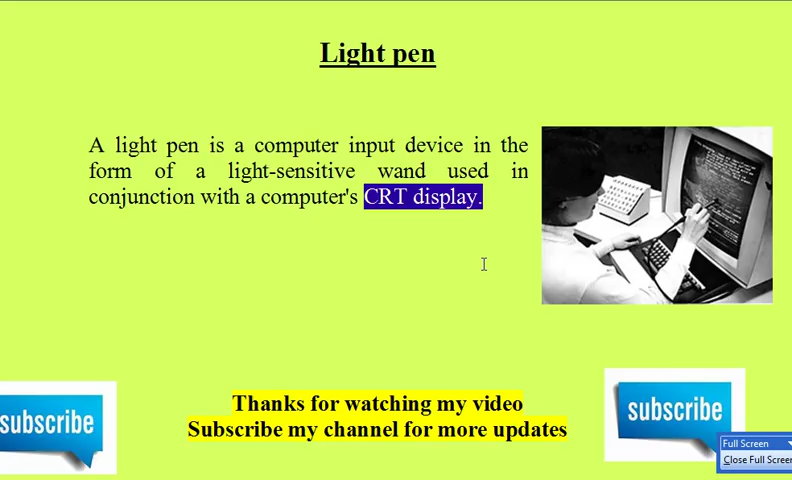 Light pen
A light pen is a computer input device in the
form of a light-sensitive wand used in
conjunction with a computer's CRT display.
subscribe
Thanks for watching my video
Subscribe my channel for more updates
subscribe
Full Screen
Close Full Screen